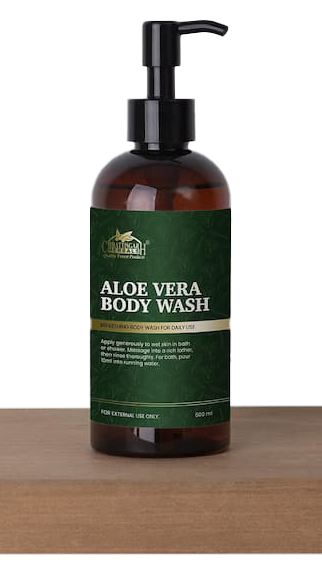 CHHATTISGARH
HERBALS
Quality Forest Products
ALOE VERA
BODY WASH
REFRESHING BODY WASH FOR DAILY USE
Apply generously to wet skin in bath
or shower. Massage into a rich lather,
then rinse thoroughly. For bath, pour
10ml into running water.
FOR EXTERNAL USE ONLY.
500 ml